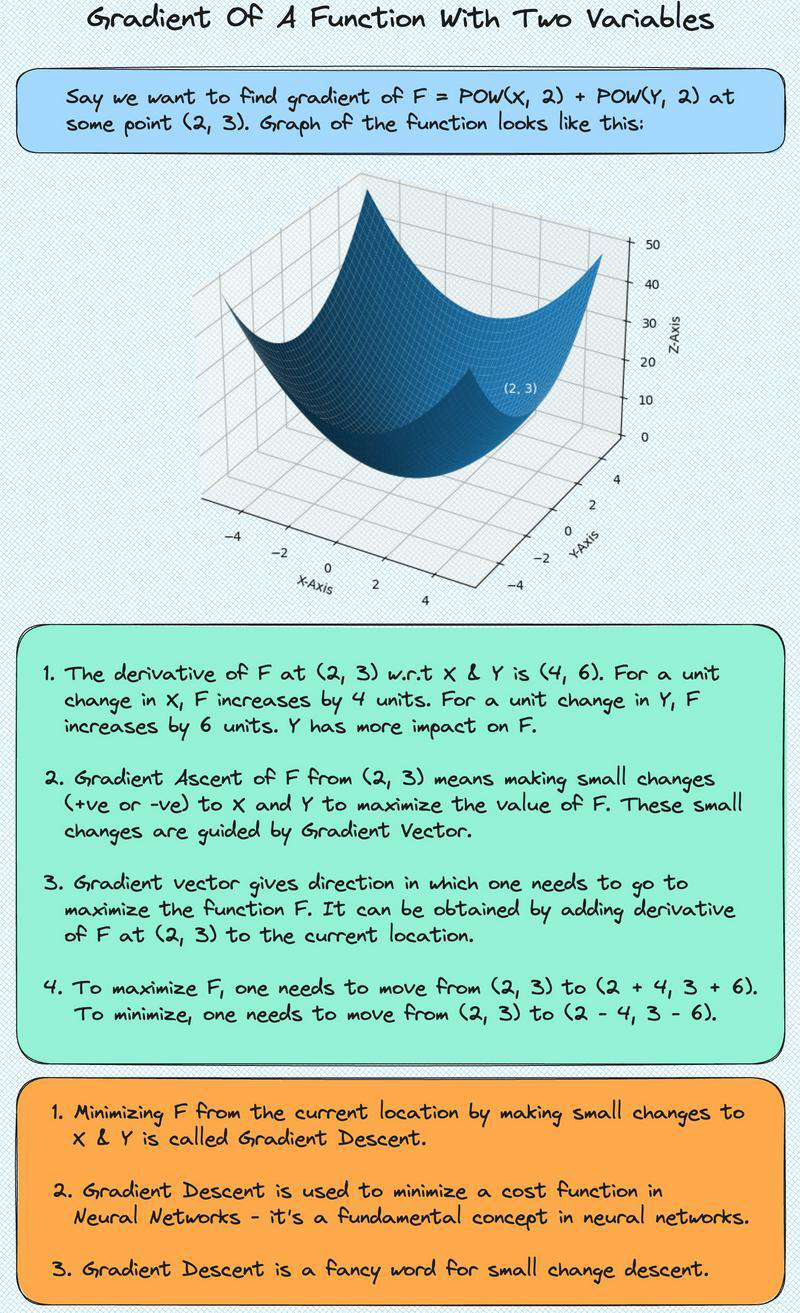 Gradient Of A Function With Two Variables
Say we want to find gradient of F = POW(X, 2) + POW(Y, 2) at
some point (2, 3). Graph of the function looks like this:
50
40
30
20
10
0
Z-Axis
(2, 3)
4
2
0
−2
−4
Y-Axis
−4
−2
0
2
4
X-Axis
1. The derivative of F at (2, 3) w.r.t X & Y is (4, 6). For a unit
change in X, F increases by 4 units. For a unit change in Y, F
increases by 6 units. Y has more impact on F.
2. Gradient Ascent of F from (2, 3) means making small changes
(+ve or -ve) to X and Y to maximize the value of F. These small
changes are guided by Gradient Vector.
3. Gradient vector gives direction in which one needs to go to
maximize the function F. It can be obtained by adding derivative
of F at (2, 3) to the current location.
4. To maximize F, one needs to move from (2, 3) to (2 + 4, 3 + 6).
To minimize, one needs to move from (2, 3) to (2 - 4, 3 - 6).
1. Minimizing F from the current location by making small changes to
X & Y is called Gradient Descent.
2. Gradient Descent is used to minimize a cost function in
Neural Networks - it's a fundamental concept in neural networks.
3. Gradient Descent is a fancy word for small change descent.